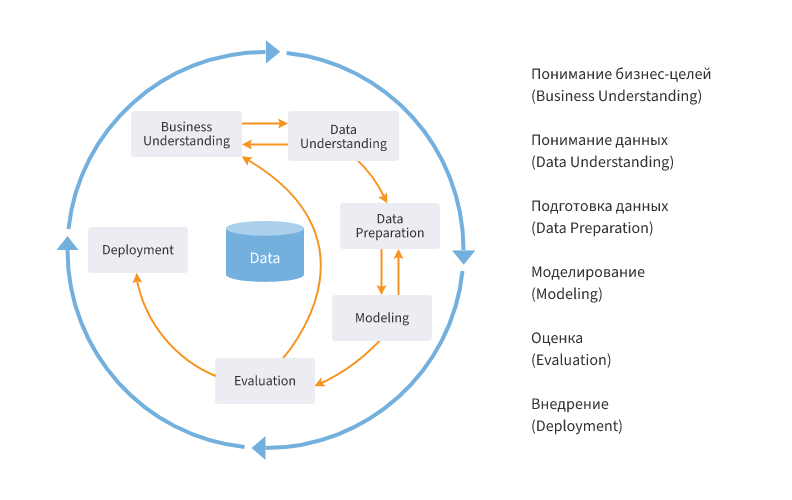 Business
Understanding
Data
Understanding
Data
Preparation
Deployment
Data
Modeling
Evaluation
Понимание бизнес-целей
(Business Understanding)
Понимание данных
(Data Understanding)
Подготовка данных
(Data Preparation)
Моделирование
(Modeling)
Оценка
(Evaluation)
Внедрение
(Deployment)